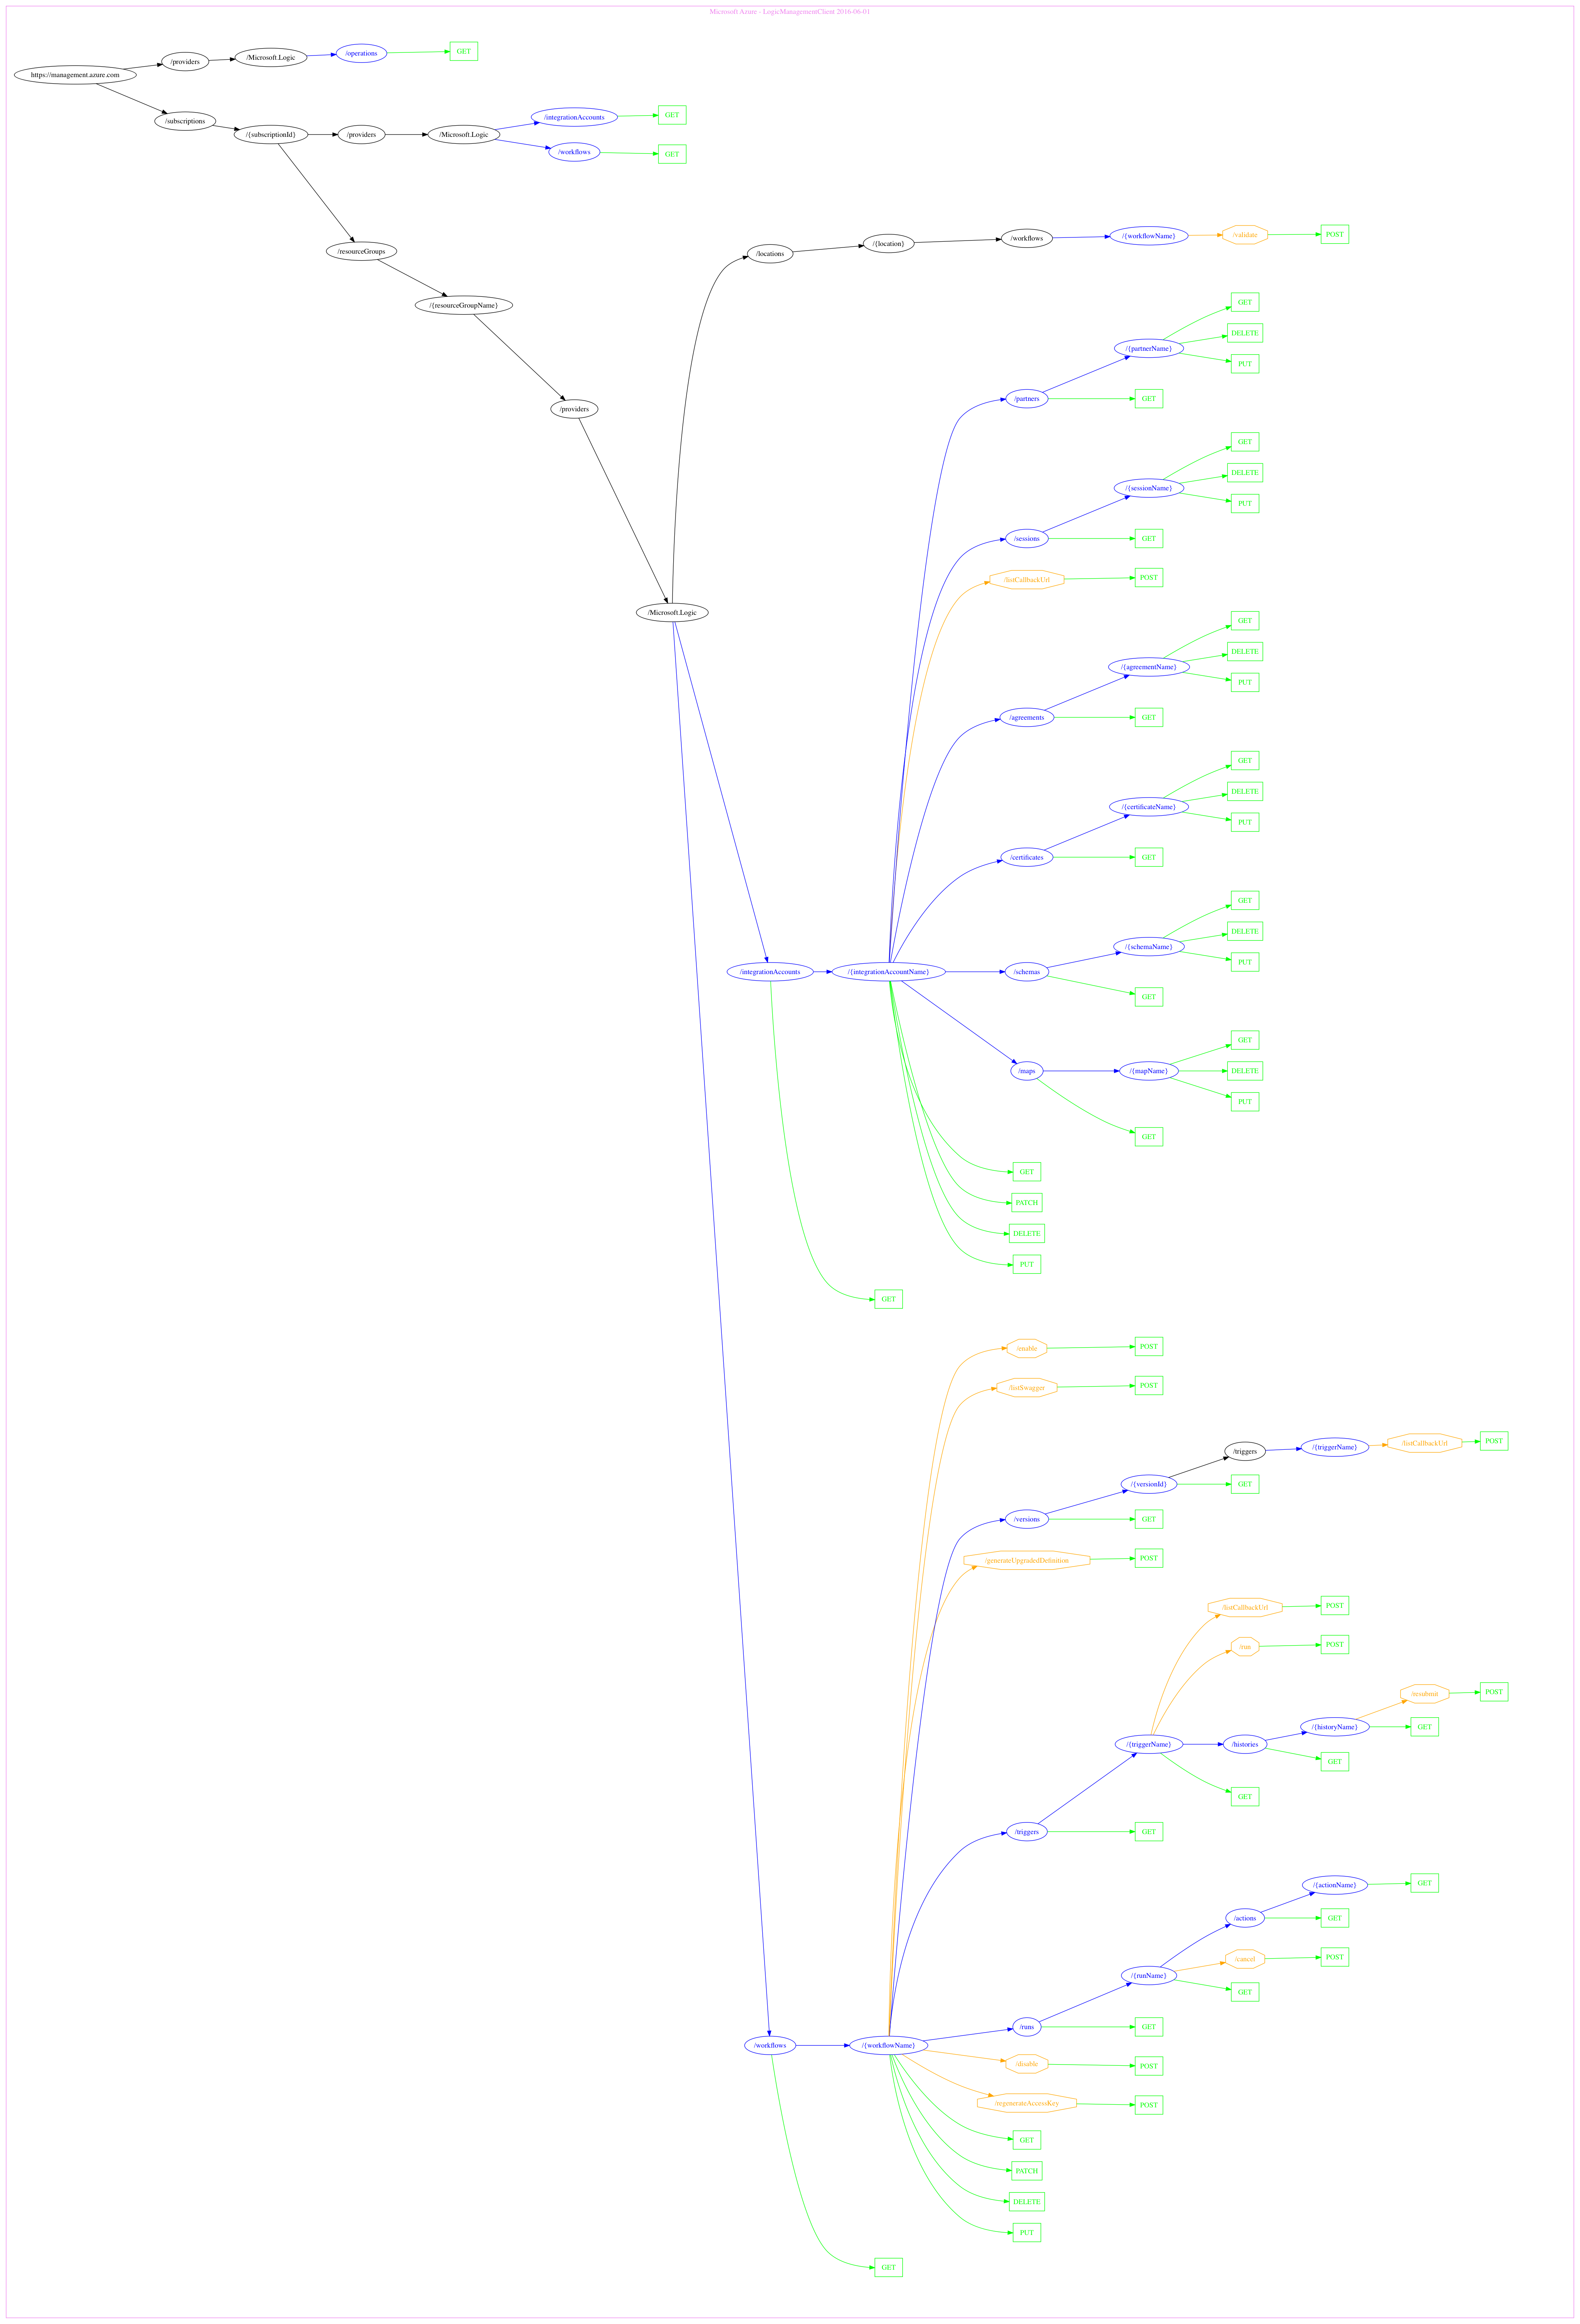 Microsoft Azure - LogicManagementClient 2016-06-01
https://management.azure.com
/providers
/Microsoft.Logic
/operations
GET
/subscriptions
/{subscriptionId}
/providers
/Microsoft.Logic
/integrationAccounts
GET
/workflows
GET
/resourceGroups
/{resourceGroupName}
/providers
/Microsoft.Logic
/locations
/{location}
/workflows
/{workflowName}
/validate
POST
/integrationAccounts
/{integrationAccountName}
/partners
/{partnerName}
GET
DELETE
PUT
GET
/sessions
/{sessionName}
GET
DELETE
PUT
GET
/listCallbackUrl
POST
/agreements
/{agreementName}
GET
DELETE
PUT
GET
/certificates
/{certificateName}
GET
DELETE
PUT
GET
/schemas
/{schemaName}
GET
DELETE
PUT
GET
/maps
/{mapName}
GET
DELETE
PUT
GET
GET
PATCH
DELETE
PUT
GET
/workflows
/{workflowName}
/enable
POST
/listSwagger
POST
/versions
/{versionId}
/triggers
/{triggerName}
/listCallbackUrl
POST
GET
GET
/generateUpgradedDefinition
POST
/triggers
/{triggerName}
/listCallbackUrl
POST
/run
POST
/histories
/{historyName}
/resubmit
POST
GET
GET
GET
GET
/runs
/{runName}
/actions
/{actionName}
GET
GET
/cancel
POST
GET
GET
/disable
POST
/regenerateAccessKey
POST
GET
PATCH
DELETE
PUT
GET